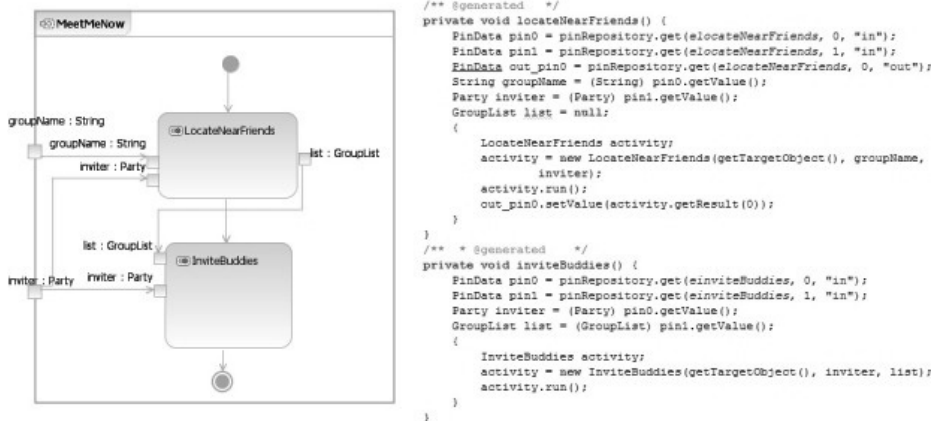 MeetMeNow
groupName : String
groupName : String
inviter : Party
LocateNearFriends
list : GroupList
list : GroupList
inviter : Party
inviter : Party
InviteBuddies
/** @generated   */
private void locateNearFriends() {
    PinData pin0 = pinRepository.get(elocateNearFriends, 0, "in");
    PinData pin1 = pinRepository.get(elocateNearFriends, 1, "in");
    PinData out_pin0 = pinRepository.get(elocateNearFriends, 0, "out");
    String groupName = (String) pin0.getValue();
    Party inviter = (Party) pin1.getValue();
    GroupList list = null;
    {
        LocateNearFriends activity;
        activity = new LocateNearFriends(getTargetObject(), groupName,
                inviter);
        activity.run();
        out_pin0.setValue(activity.getResult(0));
    }
}
/**  * @generated    */
private void inviteBuddies() {
    PinData pin0 = pinRepository.get(einviteBuddies, 0, "in");
    PinData pin1 = pinRepository.get(einviteBuddies, 1, "in");
    Party inviter = (Party) pin0.getValue();
    GroupList list = (GroupList) pin1.getValue();
    {
        InviteBuddies activity;
        activity = new InviteBuddies(getTargetObject(), inviter, list);
        activity.run();
    }
}